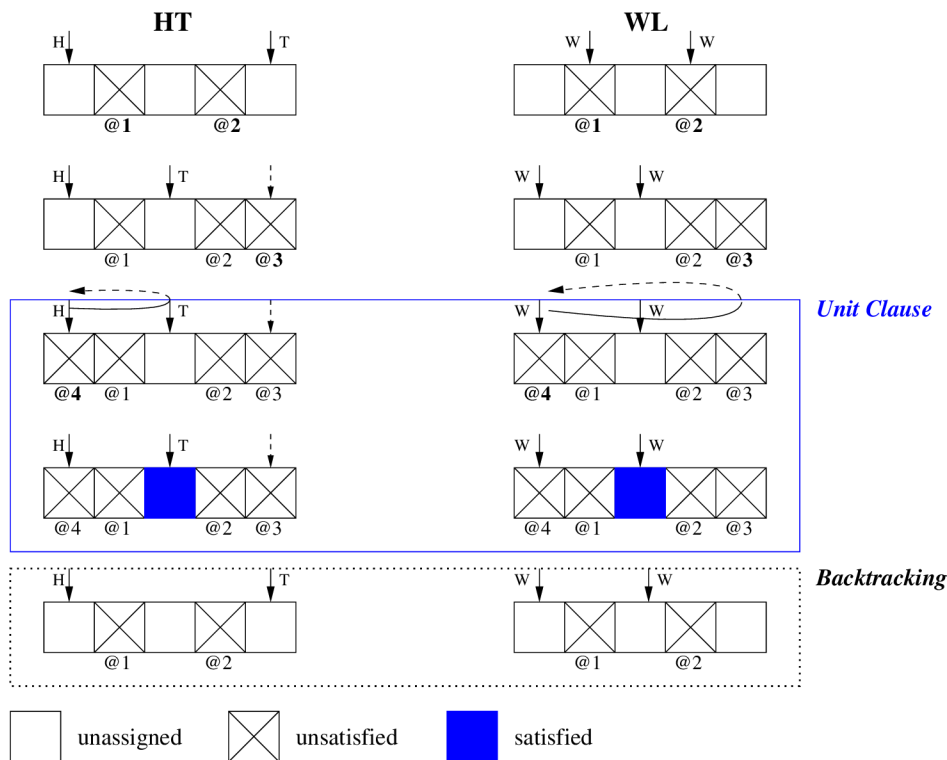 HT WL
H T W W
@1 @2 @1 @2
H T W W
@1 @2 @3 @1 @2 @3
Unit Clause
H T W W
@4 @1 @2 @3 @4 @1 @2 @3
H T W W
@4 @1 @2 @3 @4 @1 @2 @3
Backtracking
H T W W
@1 @2 @1 @2
unassigned unsatisfied satisfied